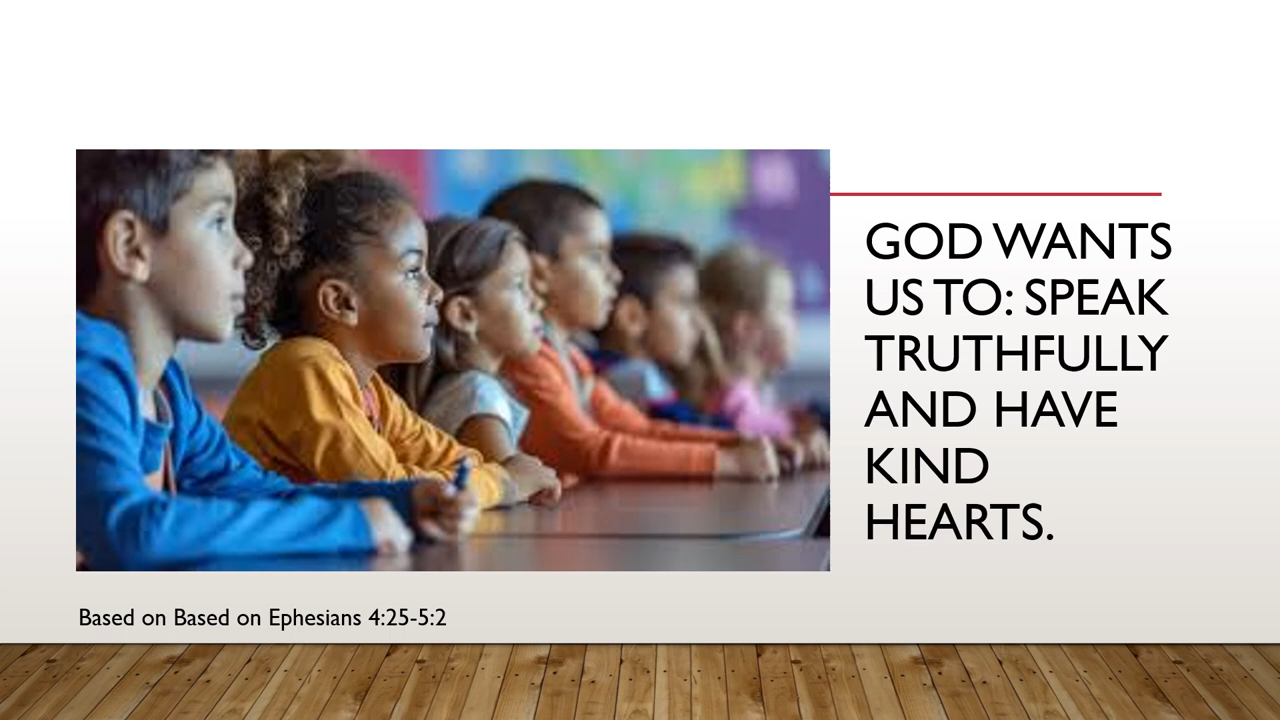 GOD WANTS
US TO: SPEAK
TRUTHFULLY
AND HAVE
KIND
HEARTS.
Based on Based on Ephesians 4:25-5:2